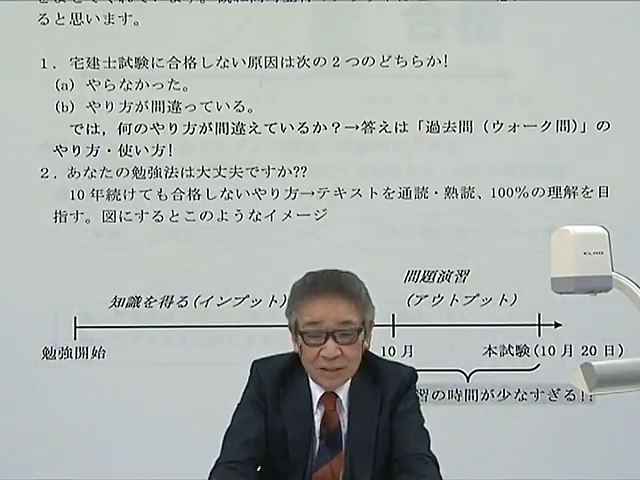 ると思います。
1．宅建士試験に合格しない原因は次の2つのどちらか!
(a) やらなかった。
(b) やり方が間違っている。
では，何のやり方が間違えているか？→答えは「過去問（ウォーク問）」の
やり方・使い方!
2．あなたの勉強法は大丈夫ですか??
10年続けても合格しないやり方→テキストを通読・熟読、100%の理解を目
指す。図にするとこのようなイメージ
問題演習
知識を得る(インプット)
(アウトプット)
勉強開始
10月
本試験(10月20日)
習の時間が少なすぎる!!
ELMO